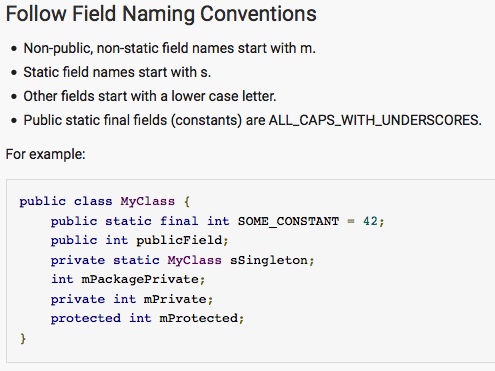 Follow Field Naming Conventions
• Non-public, non-static field names start with m.
• Static field names start with s.
• Other fields start with a lower case letter.
• Public static final fields (constants) are ALL_CAPS_WITH_UNDERSCORES.
For example:
public class MyClass {
    public static final int SOME_CONSTANT = 42;
    public int publicField;
    private static MyClass sSingleton;
    int mPackagePrivate;
    private int mPrivate;
    protected int mProtected;
}